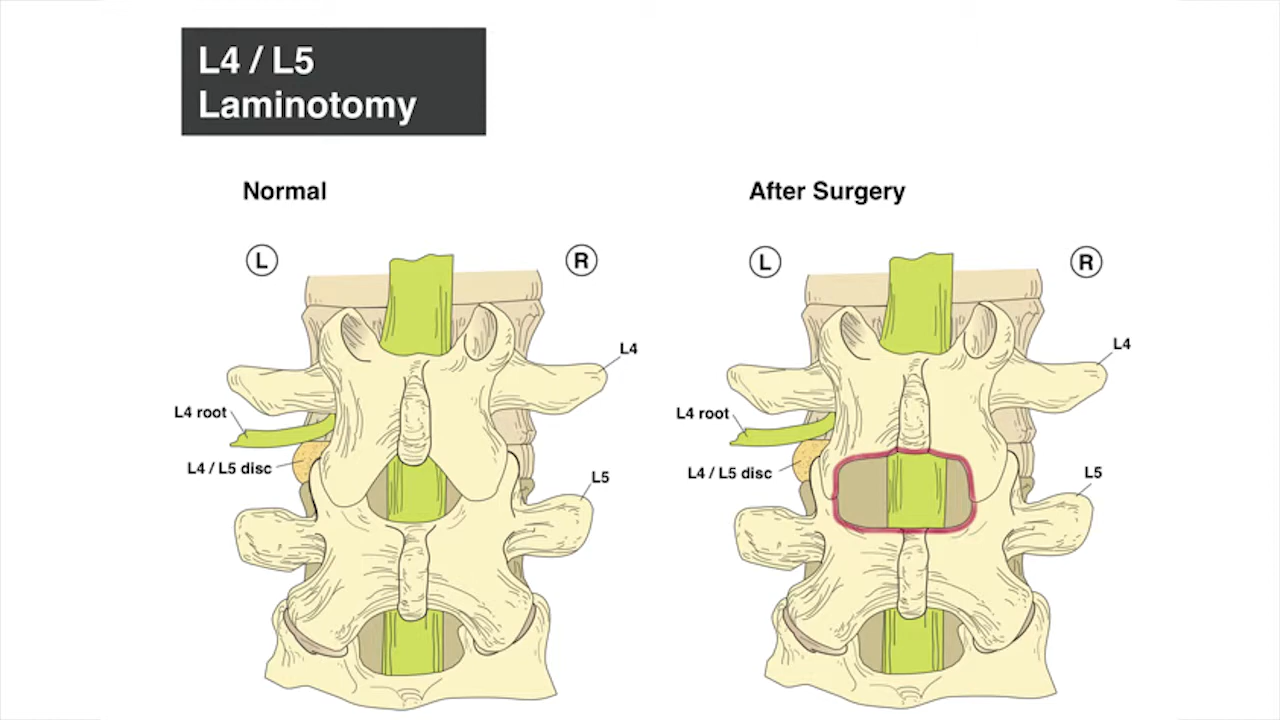 L4 / L5
Laminotomy
Normal
After Surgery
L
R
L
R
L4
L4 root
L4 / L5 disc
L5
L4
L4 root
L4 / L5 disc
L5